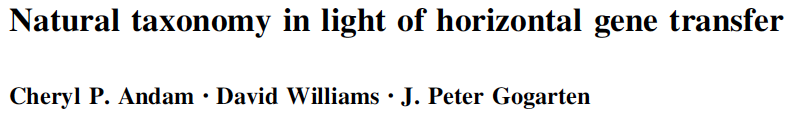 Natural taxonomy in light of horizontal gene transfer
Cheryl P. Andam · David Williams · J. Peter Gogarten